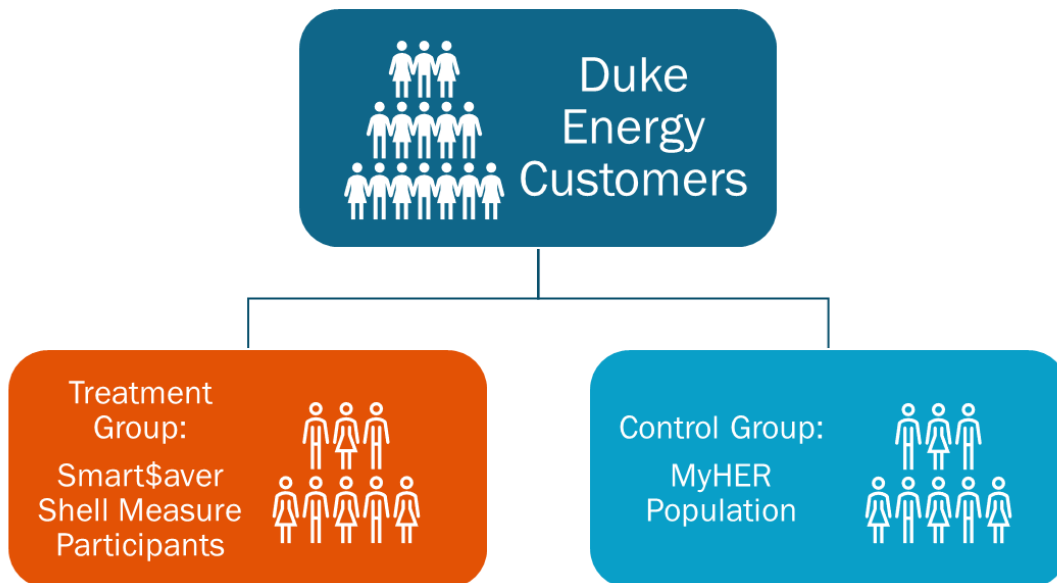 Duke
Energy
Customers
Treatment
Group:
Smart$aver
Shell Measure
Participants
Control Group:
MyHER
Population